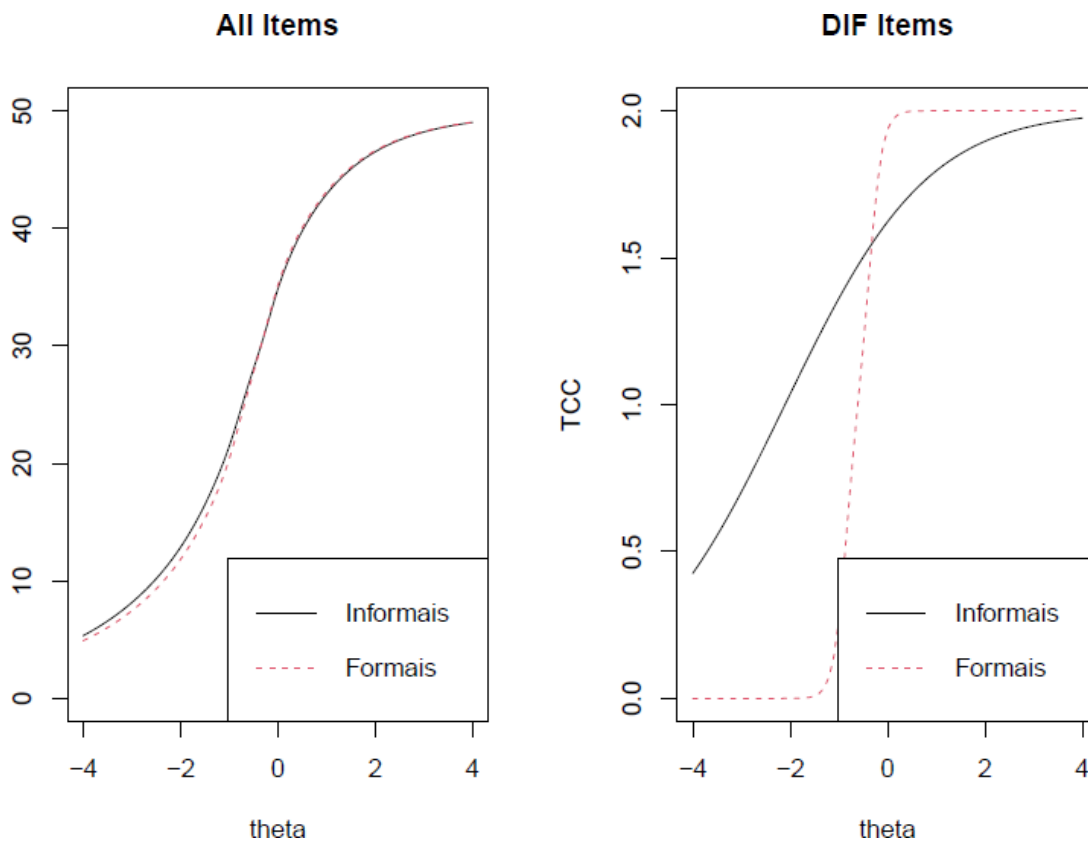 All Items
50
40
30
20
10
0
−4 −2 0 2 4
theta
Informais
Formais
DIF Items
TCC
2.0
1.5
1.0
0.5
0.0
−4 −2 0 2 4
theta
Informais
Formais